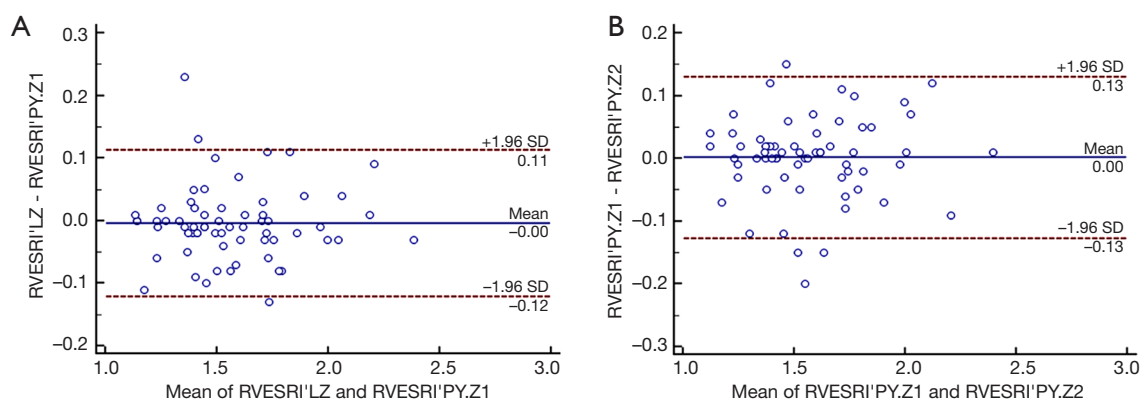 A
RVESRI'LZ - RVESRI'PY.Z1
0.3
0.2
0.1
0.0
−0.1
−0.2
+1.96 SD
0.11
Mean
−0.00
−1.96 SD
−0.12
1.0 1.5 2.0 2.5 3.0
Mean of RVESRI'LZ and RVESRI'PY.Z1
B
RVESRI'PY.Z1 - RVESRI'PY.Z2
0.2
0.1
0.0
−0.1
−0.2
−0.3
+1.96 SD
0.13
Mean
0.00
−1.96 SD
−0.13
1.0 1.5 2.0 2.5 3.0
Mean of RVESRI'PY.Z1 and RVESRI'PY.Z2